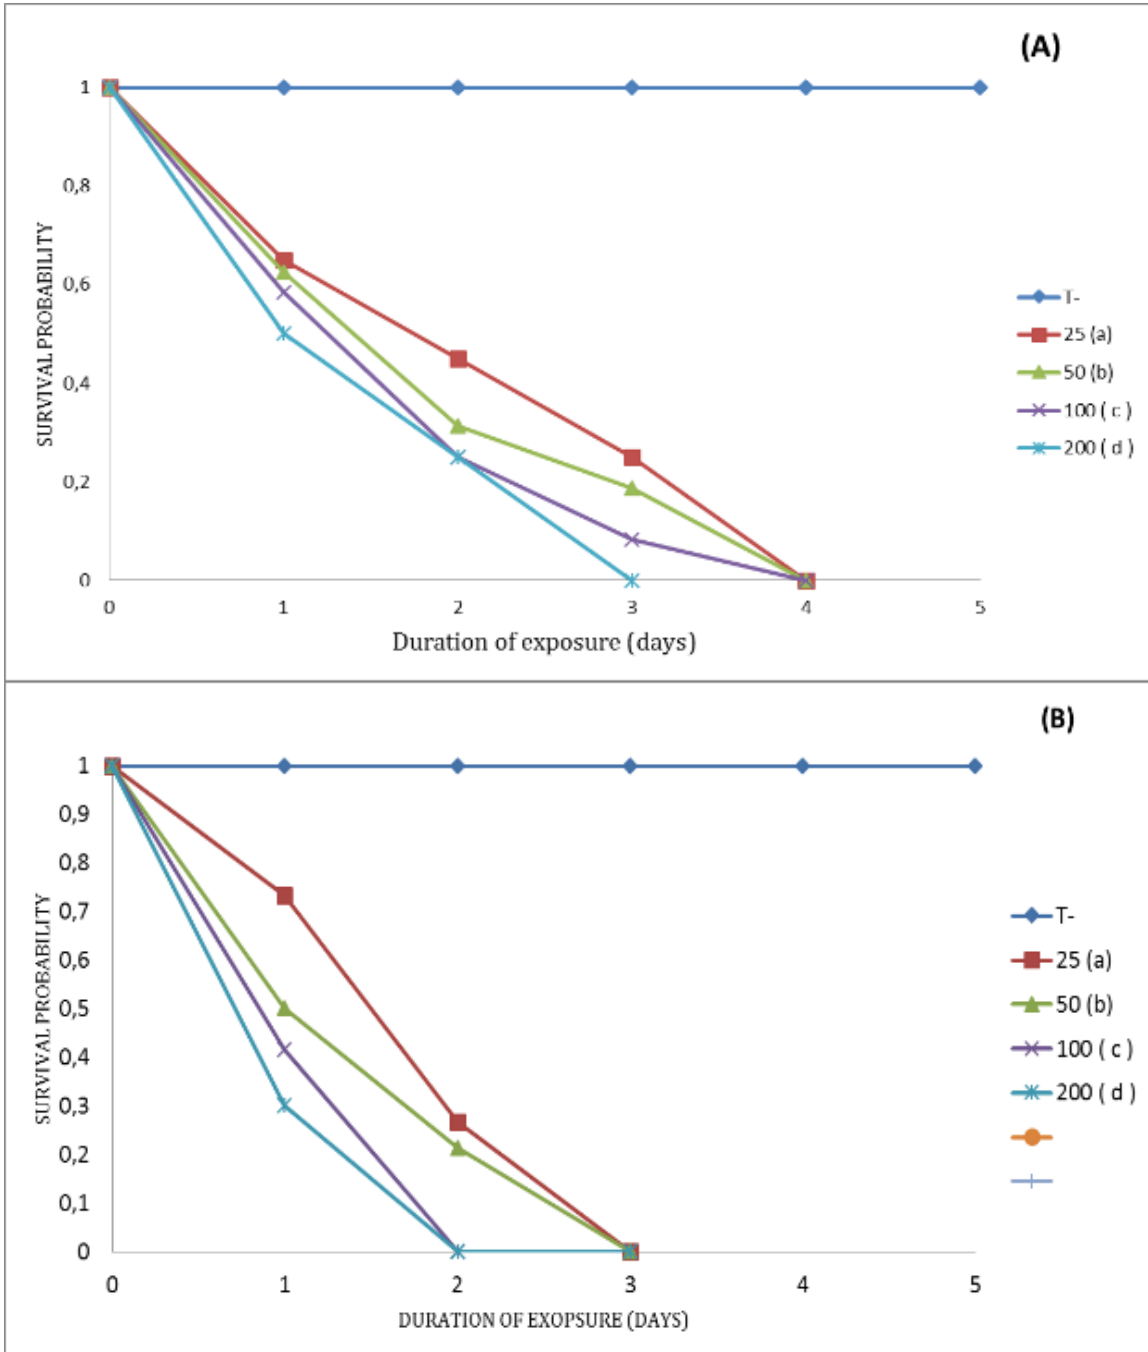 (A)
1
0,8
0,6
0,4
0,2
0
SURVIVAL PROBABILITY
0 1 2 3 4 5
Duration of exposure (days)
T-
25 (a)
50 (b)
100 ( c )
200 ( d )
(B)
1
0,9
0,8
0,7
0,6
0,5
0,4
0,3
0,2
0,1
0
SURVIVAL PROBABILITY
0 1 2 3 4 5
DURATION OF EXOPSURE (DAYS)
T-
25 (a)
50 (b)
100 ( c )
200 ( d )